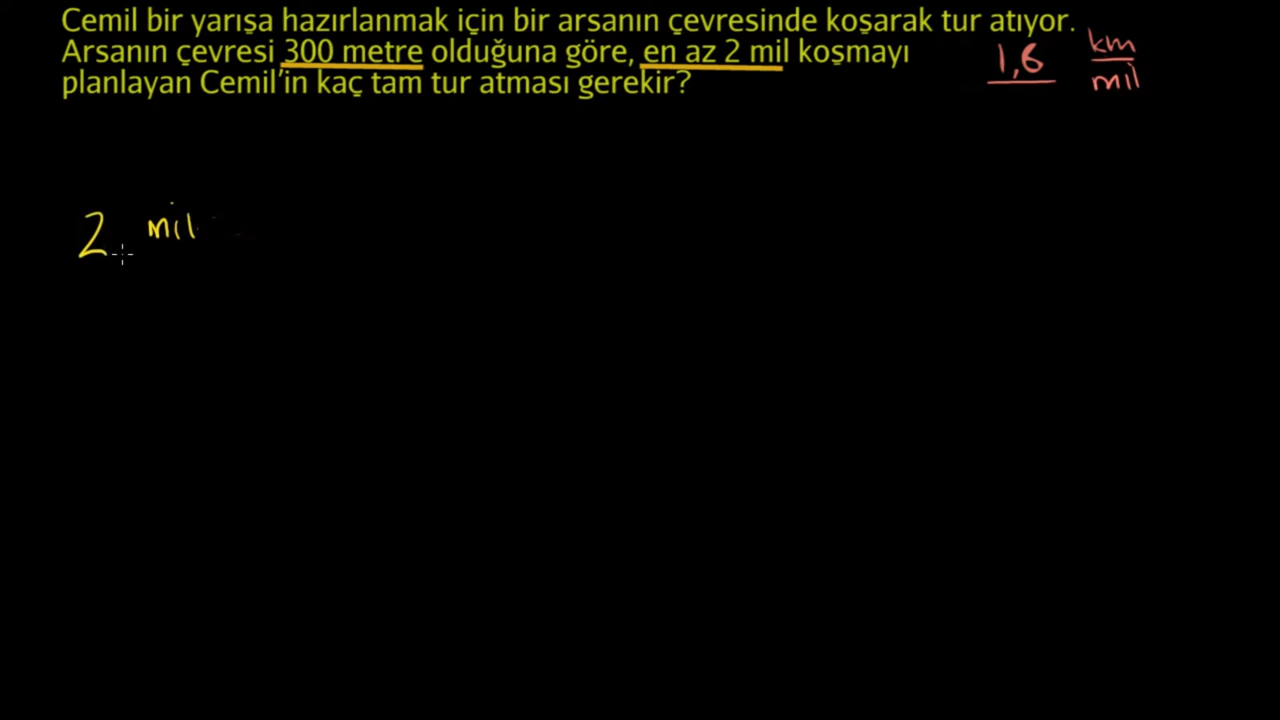 Cemil bir yarışa hazırlanmak için bir arsanın çevresinde koşarak tur atıyor.
Arsanın çevresi 300 metre olduğuna göre, en az 2 mil koşmayı
planlayan Cemil'in kaç tam tur atması gerekir?
1,6 km
mil
2 mil